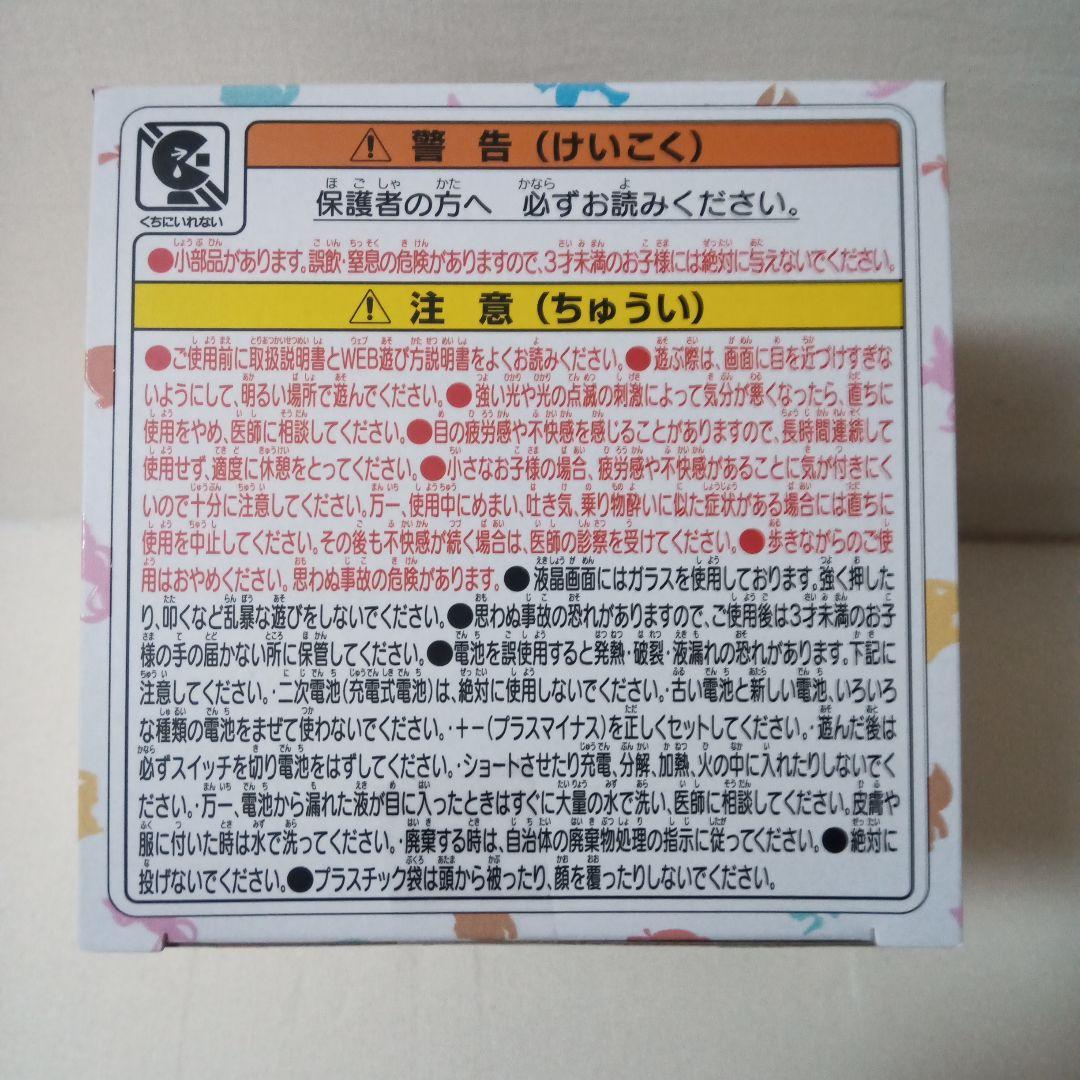 警告(けいこく)
くちにいれない
保護者の方へ 必ずお読みください。
●小部品があります。誤飲・窒息の危険がありますので、3才未満のお子様には絶対に与えないでください。
注意(ちゅうい)
●ご使用前に取扱説明書とWEB遊び方説明書をよくお読みください。●遊ぶ際は、画面に目を近づけすぎな
いようにして、明るい場所で遊んでください。●強い光や光の点滅の刺激によって気分が悪くなったら、直ちに
使用をやめ、医師に相談してください。●目の疲労感や不快感を感じることがありますので、長時間連続して
使用せず、適度に休憩をとってください。●小さなお子様の場合、疲労感や不快感があることに気が付きにく
いので十分に注意してください。万一、使用中にめまい、吐き気、乗り物酔いに似た症状がある場合には直ちに
使用を中止してください。その後も不快感が続く場合は、医師の診察を受けてください。●歩きながらのご使
用はおやめください。思わぬ事故の危険があります。●液晶画面にはガラスを使用しております。強く押した
り、叩くなど乱暴な遊びをしないでください。●思わぬ事故の恐れがありますので、ご使用後は3才未満のお子
様の手の届かない所に保管してください。●電池を誤使用すると発熱・破裂・液漏れの恐れがあります。下記に
注意してください。・二次電池(充電式電池)は、絶対に使用しないでください。・古い電池と新しい電池、いろいろ
な種類の電池をまぜて使わないでください。・+-(プラスマイナス)を正しくセットしてください。・遊んだ後は
必ずスイッチを切り電池をはずしてください。・ショートさせたり充電、分解、加熱、火の中に入れたりしないでく
ださい。・万一、電池から漏れた液が目に入ったときはすぐに大量の水で洗い、医師に相談してください。皮膚や
服に付いた時は水で洗ってください。・廃棄する時は、自治体の廃棄物処理の指示に従ってください。●絶対に
投げないでください。●プラスチック袋は頭から被ったり、顔を覆ったりしないでください。